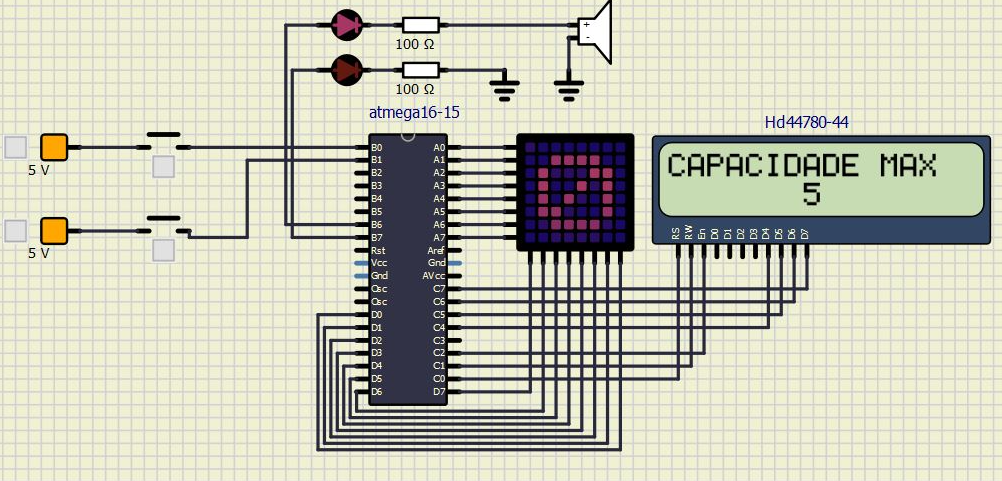 +
-
100 Ω
100 Ω
atmega16-15
Hd44780-44
5 V
5 V
B0 A0
B1 A1
B2 A2
B3 A3
B4 A4
B5 A5
B6 A6
B7 A7
Rst Aref
Vcc Gnd
Gnd AVcc
Osc C7
Osc C6
D0 C5
D1 C4
D2 C3
D3 C2
D4 C1
D5 C0
D6 D7
0
CAPACIDADE MAX
5
RS RW En D0 D1 D2 D3 D4 D5 D6 D7